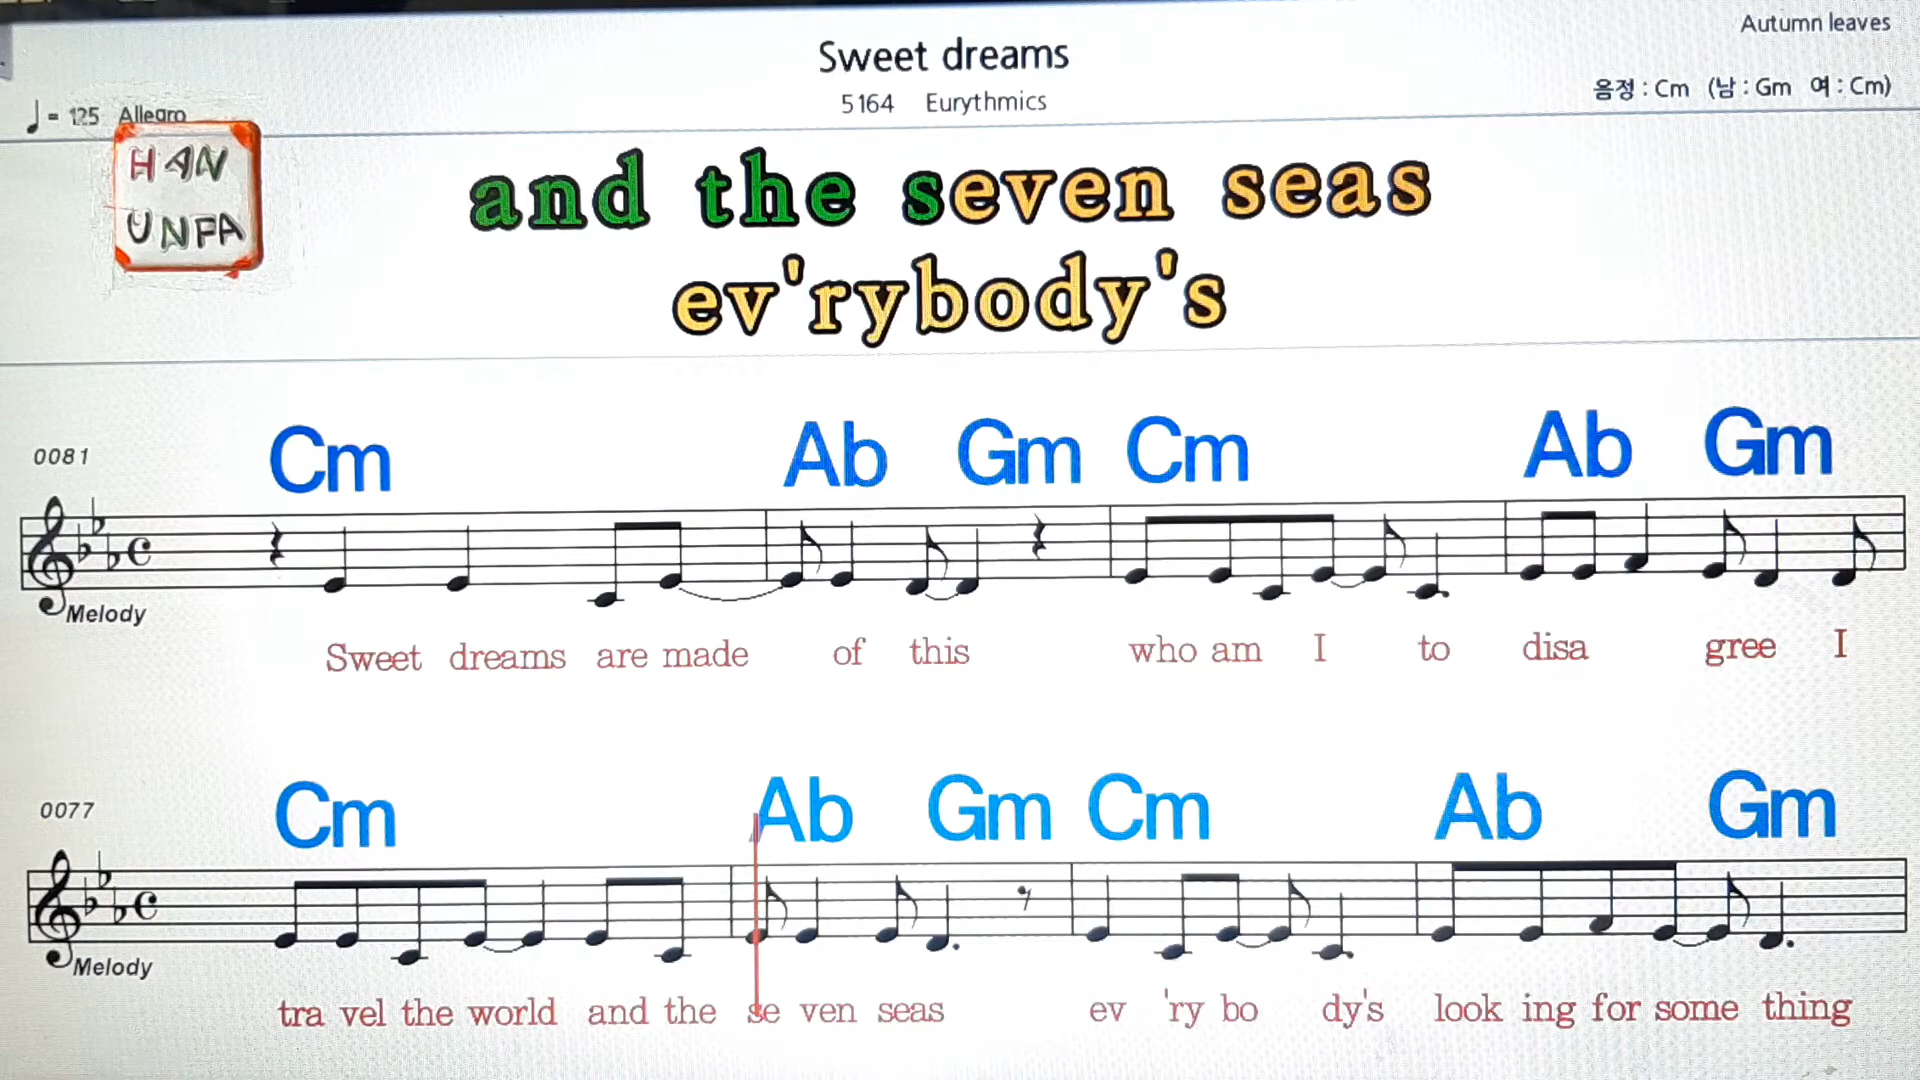 Autumn leaves
Sweet dreams
5164 Eurythmics
음정 : Cm (남 : Gm 여 : Cm)
♩ = 125 Allegro
HAN
UNPA
and the seven seas
ev'rybody's
0081
Cm Ab Gm Cm Ab Gm
Melody
Sweet dreams are made of this who am I to disa gree I
0077
Cm Ab Gm Cm Ab Gm
Melody
tra vel the world and the se ven seas ev 'ry bo dy's look ing for some thing